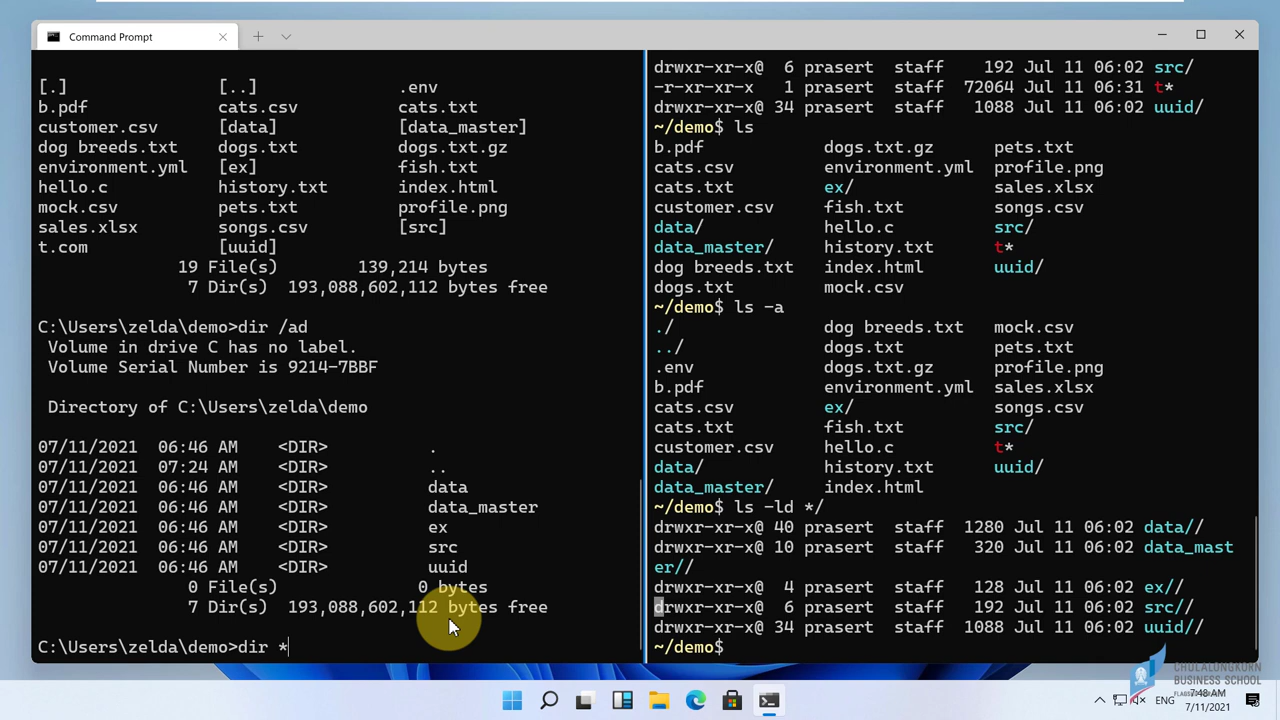 Command Prompt
[.] [..] .env
b.pdf cats.csv cats.txt
customer.csv [data] [data_master]
dog breeds.txt dogs.txt dogs.txt.gz
environment.yml [ex] fish.txt
hello.c history.txt index.html
mock.csv pets.txt profile.png
sales.xlsx songs.csv [src]
t.com [uuid]
19 File(s) 139,214 bytes
7 Dir(s) 193,088,602,112 bytes free
C:\Users\zelda\demo>dir /ad
Volume in drive C has no label.
Volume Serial Number is 9214-7BBF
Directory of C:\Users\zelda\demo
07/11/2021 06:46 AM <DIR> .
07/11/2021 07:24 AM <DIR> ..
07/11/2021 06:46 AM <DIR> data
07/11/2021 06:46 AM <DIR> data_master
07/11/2021 06:46 AM <DIR> ex
07/11/2021 06:46 AM <DIR> src
07/11/2021 06:46 AM <DIR> uuid
0 File(s) 0 bytes
7 Dir(s) 193,088,602,112 bytes free
C:\Users\zelda\demo>dir *
drwxr-xr-x@ 6 prasert staff 192 Jul 11 06:02 src/
-r-xr-xr-x 1 prasert staff 72064 Jul 11 06:31 t*
drwxr-xr-x@ 34 prasert staff 1088 Jul 11 06:02 uuid/
~/demo$ ls
b.pdf dogs.txt.gz pets.txt
cats.csv environment.yml profile.png
cats.txt ex/ sales.xlsx
customer.csv fish.txt songs.csv
data/ hello.c src/
data_master/ history.txt t*
dog breeds.txt index.html uuid/
dogs.txt mock.csv
~/demo$ ls -a
./ dog breeds.txt mock.csv
../ dogs.txt pets.txt
.env dogs.txt.gz profile.png
b.pdf environment.yml sales.xlsx
cats.csv ex/ songs.csv
cats.txt fish.txt src/
customer.csv hello.c t*
data/ history.txt uuid/
data_master/ index.html
~/demo$ ls -ld */
drwxr-xr-x@ 40 prasert staff 1280 Jul 11 06:02 data//
drwxr-xr-x@ 10 prasert staff 320 Jul 11 06:02 data_mast
er//
drwxr-xr-x@ 4 prasert staff 128 Jul 11 06:02 ex//
drwxr-xr-x@ 6 prasert staff 192 Jul 11 06:02 src//
drwxr-xr-x@ 34 prasert staff 1088 Jul 11 06:02 uuid//
~/demo$
CHULALONGKORN
BUSINESS SCHOOL
ENG
7:48 AM
7/11/2021